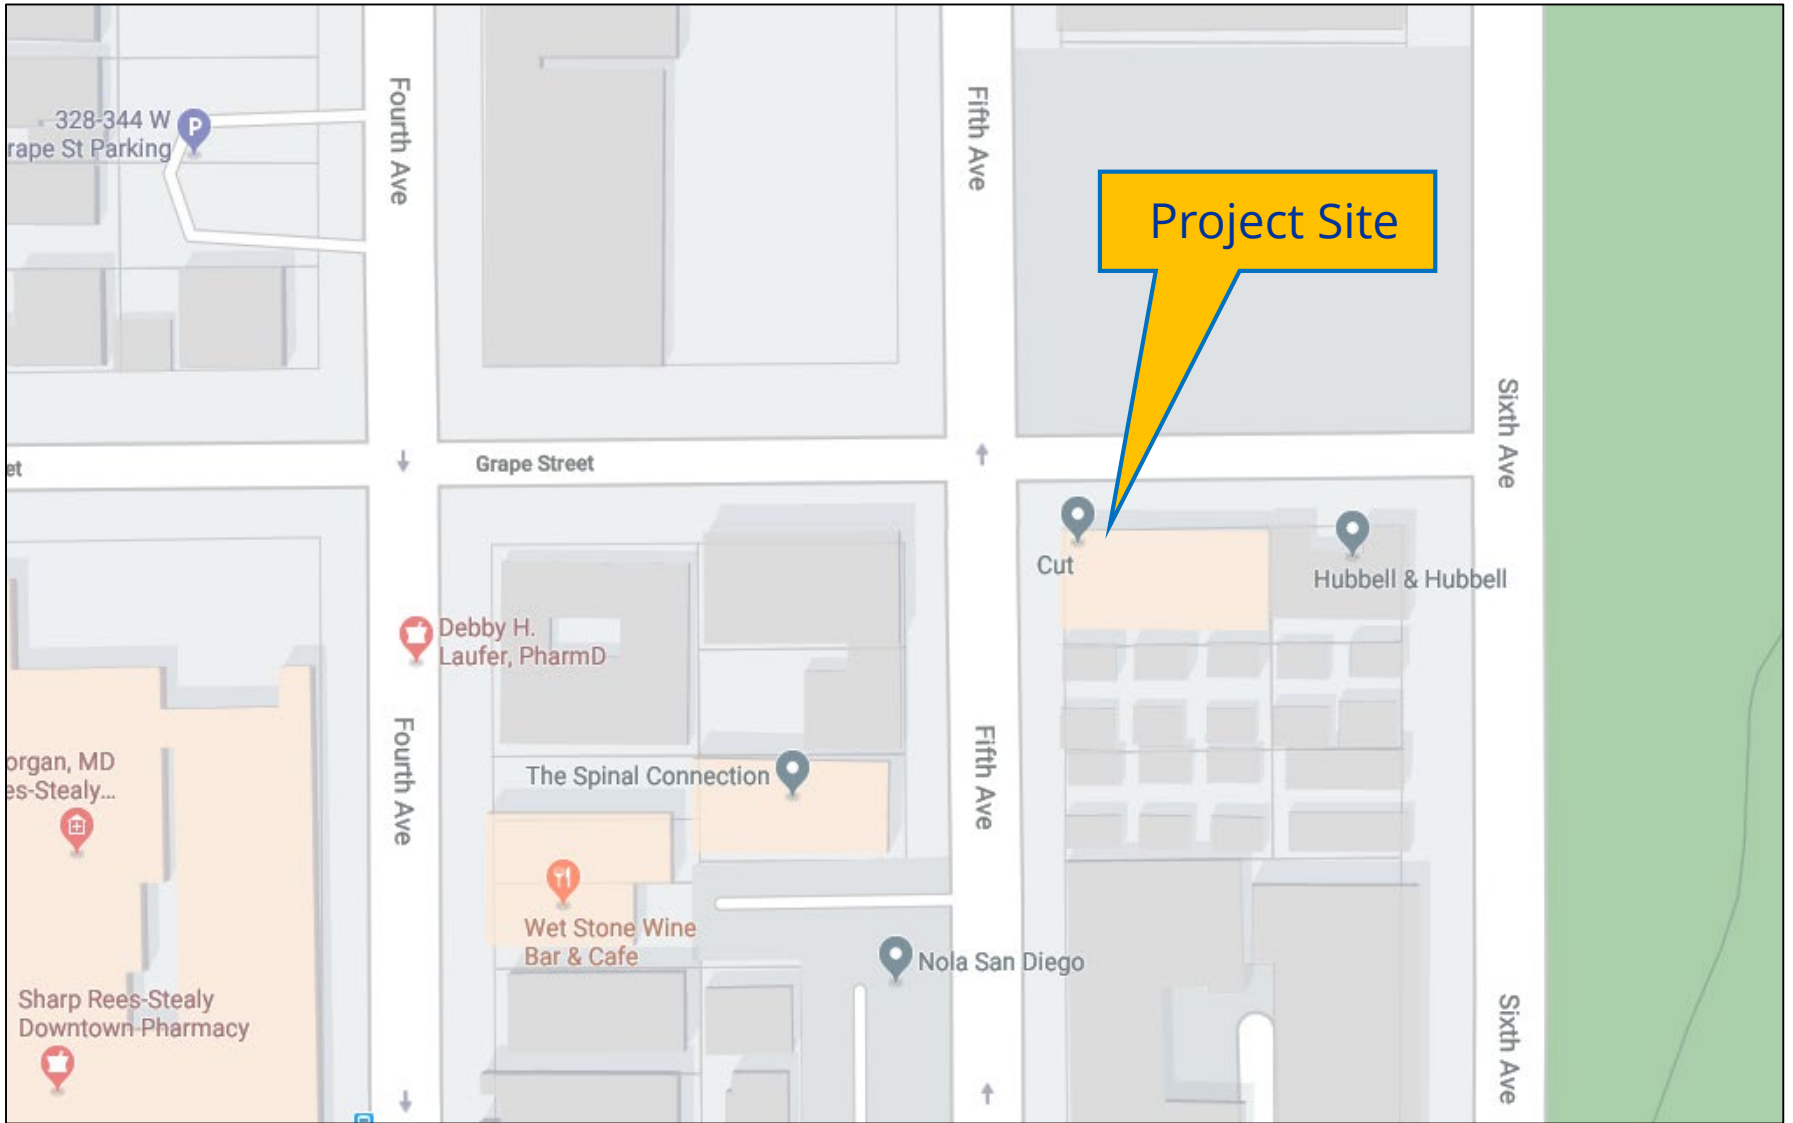 328-344 W
rape St Parking
P
Fourth Ave
Fifth Ave
Project Site
Sixth Ave
et
Grape Street
Cut
Hubbell & Hubbell
Debby H.
Laufer, PharmD
Fourth Ave
Fifth Ave
organ, MD
es-Stealy...
The Spinal Connection
Wet Stone Wine
Bar & Cafe
Nola San Diego
Sharp Rees-Stealy
Downtown Pharmacy
Sixth Ave